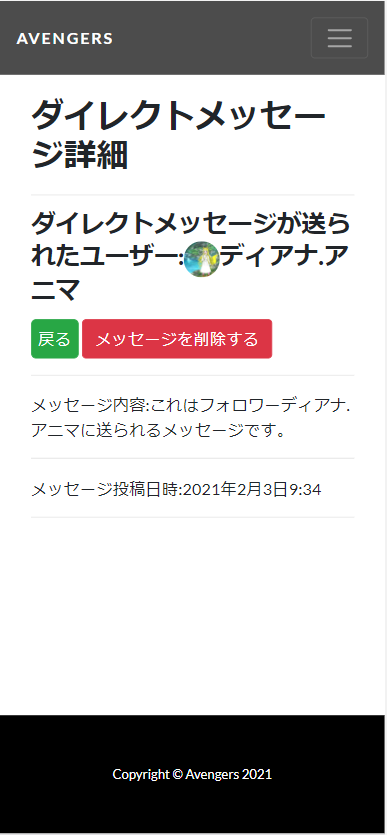 AVENGERS
ダイレクトメッセー
ジ詳細
ダイレクトメッセージが送ら
れたユーザー:ディアナ.ア
ニマ
戻る メッセージを削除する
メッセージ内容:これはフォロワーディアナ.
アニマに送られるメッセージです。
メッセージ投稿日時:2021年2月3日9:34
Copyright © Avengers 2021